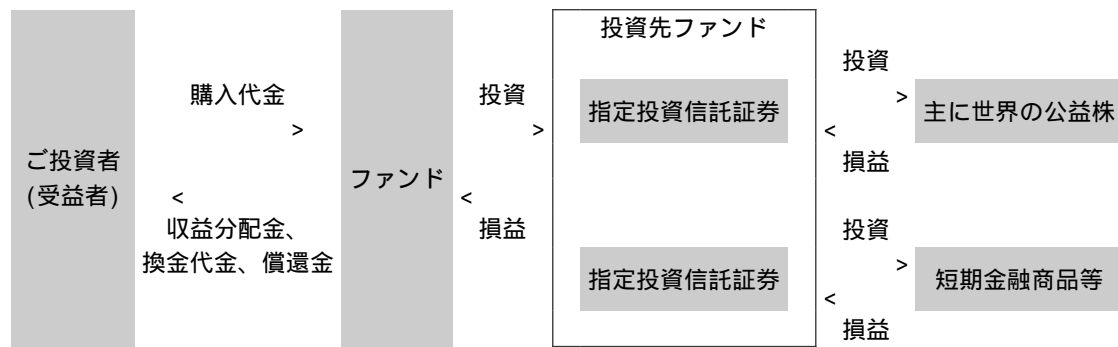 投資先ファンド
投資
購入代金
投資
指定投資信託証券
>
主に世界の公益株
>
>
<
ご投資者
(受益者)
ファンド
損益
<
<
収益分配金、
損益
投資
換金代金、償還金
指定投資信託証券
>
短期金融商品等
<
損益